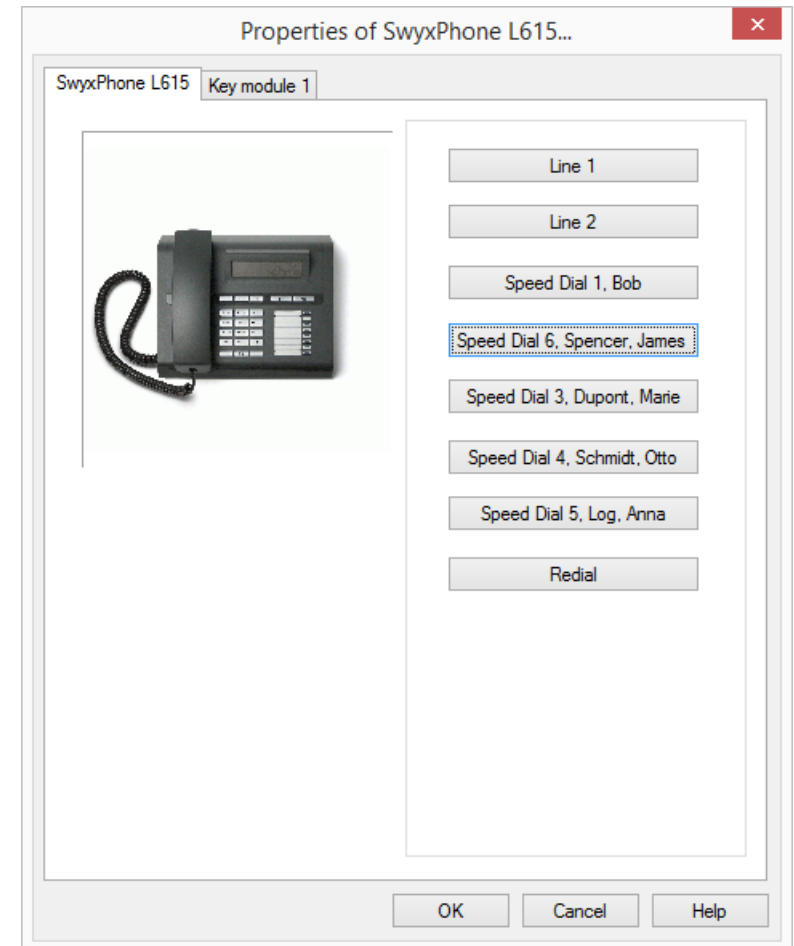 Properties of SwyxPhone L615...
SwyxPhone L615
Key module 1
Line 1
Line 2
Speed Dial 1, Bob
Speed Dial 6, Spencer, James
Speed Dial 3, Dupont, Marie
Speed Dial 4, Schmidt, Otto
Speed Dial 5, Log, Anna
Redial
OK
Cancel
Help